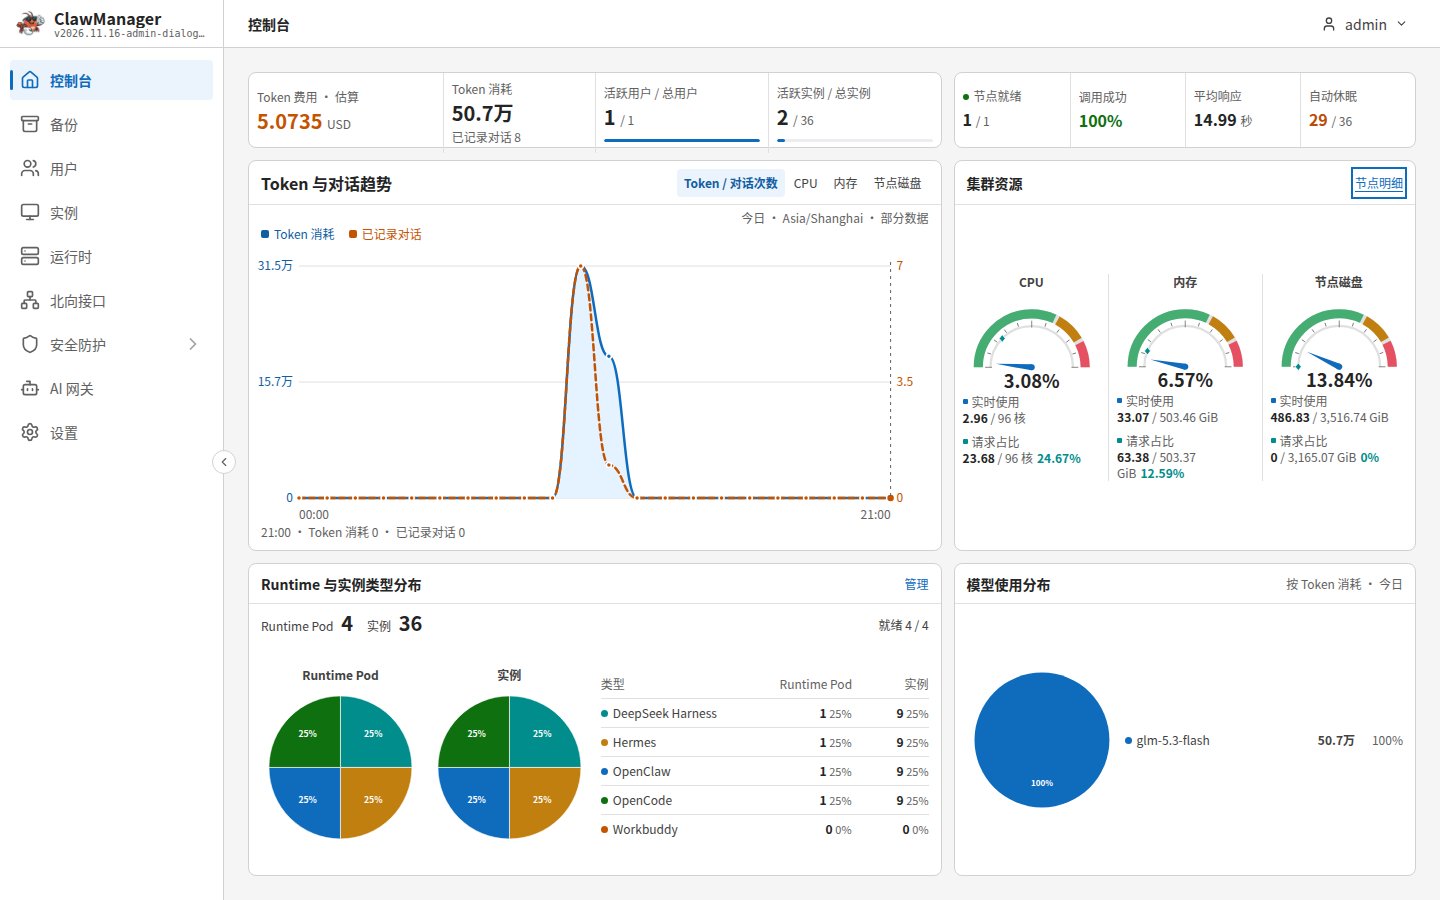 ClawManager
v2026.11.16-admin-dialog…
控制台
admin
控制台
备份
用户
实例
运行时
北向接口
安全防护
AI 网关
设置
Token 费用 · 估算
5.0735 USD
Token 消耗
50.7万
已记录对话 8
活跃用户 / 总用户
1 / 1
活跃实例 / 总实例
2 / 36
节点就绪
1 / 1
调用成功
100%
平均响应
14.99 秒
自动休眠
29 / 36
Token 与对话趋势
Token / 对话次数 CPU 内存 节点磁盘
今日 · Asia/Shanghai · 部分数据
Token 消耗 已记录对话
31.5万 7
15.7万 3.5
0 0
00:00 21:00
21:00 · Token 消耗 0 · 已记录对话 0
集群资源
节点明细
CPU
3.08%
实时使用
2.96 / 96 核
请求占比
23.68 / 96 核 24.67%
内存
6.57%
实时使用
33.07 / 503.46 GiB
请求占比
63.38 / 503.37
GiB 12.59%
节点磁盘
13.84%
实时使用
486.83 / 3,516.74 GiB
请求占比
0 / 3,165.07 GiB 0%
Runtime 与实例类型分布
管理
Runtime Pod 4 实例 36
就绪 4 / 4
Runtime Pod
25% 25%
25% 25%
实例
25% 25%
25% 25%
类型 Runtime Pod 实例
DeepSeek Harness 1 25% 9 25%
Hermes 1 25% 9 25%
OpenClaw 1 25% 9 25%
OpenCode 1 25% 9 25%
Workbuddy 0 0% 0 0%
模型使用分布
按 Token 消耗 · 今日
100%
glm-5.3-flash 50.7万 100%